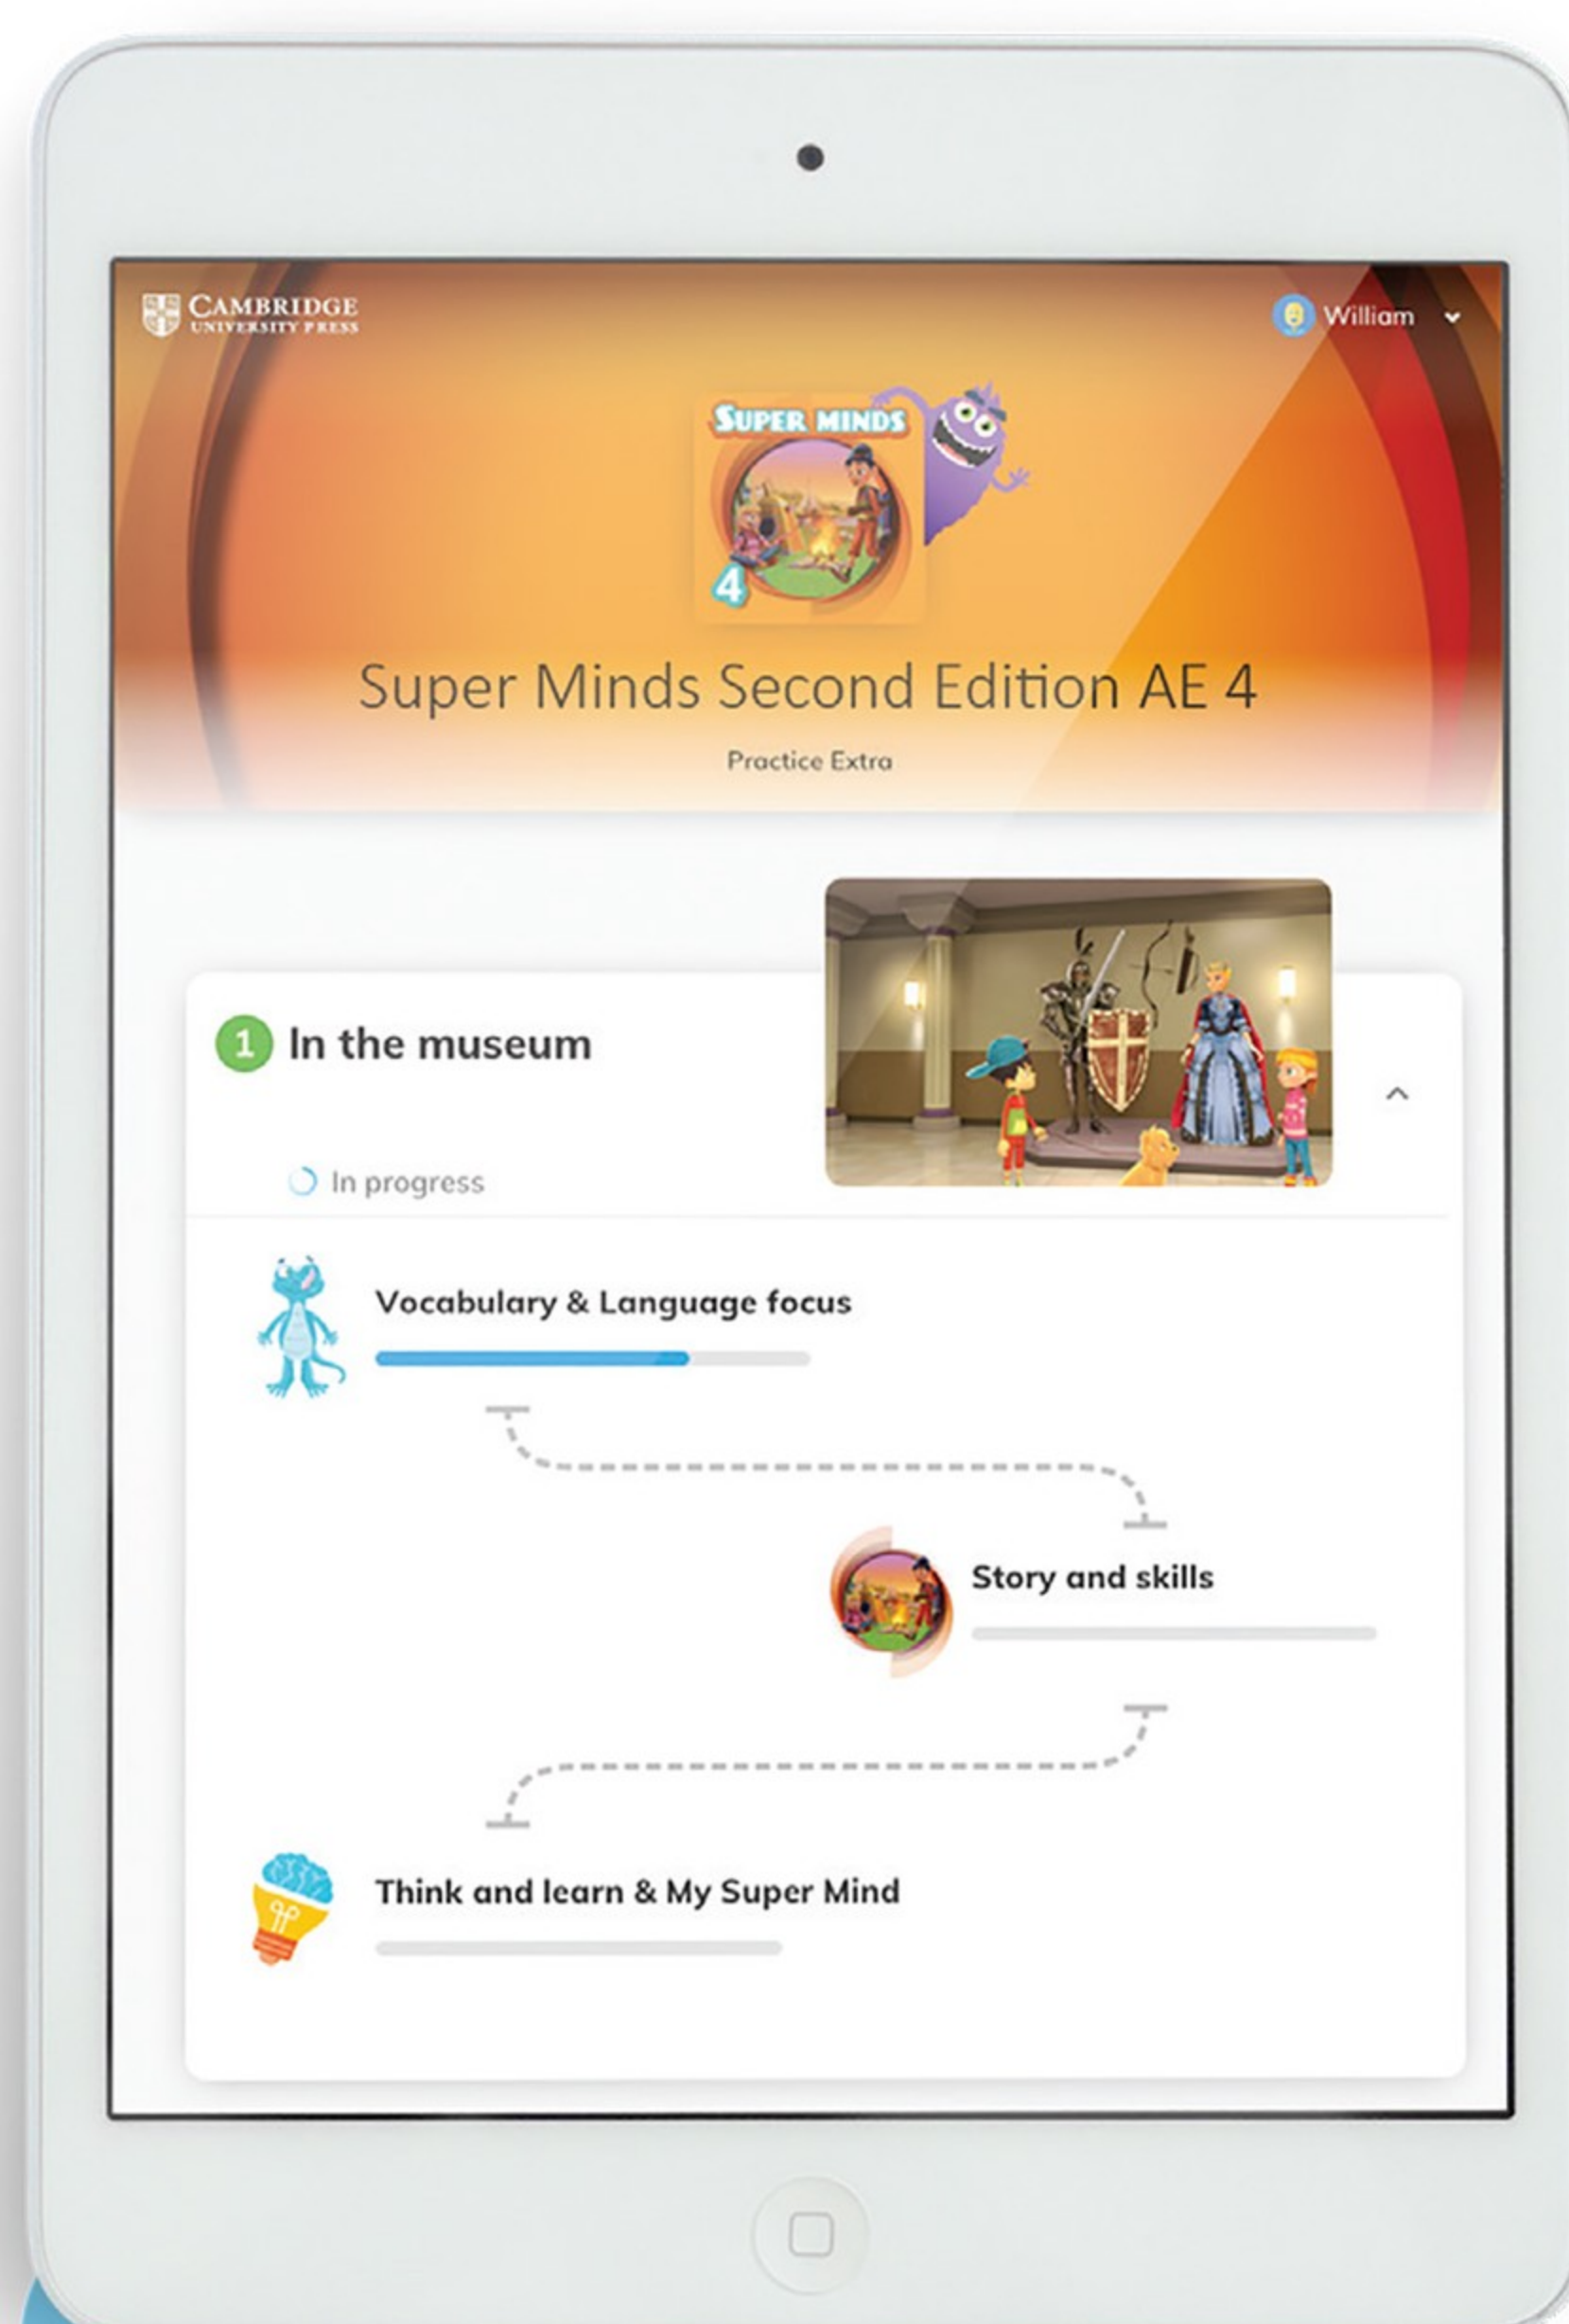 CAMBRIDGE
UNIVERSITY PRESS
William
SUPER MINDS
4
Super Minds Second Edition AE 4
Practice Extra
1 In the museum
In progress
Vocabulary & Language focus
Story and skills
Think and learn & My Super Mind